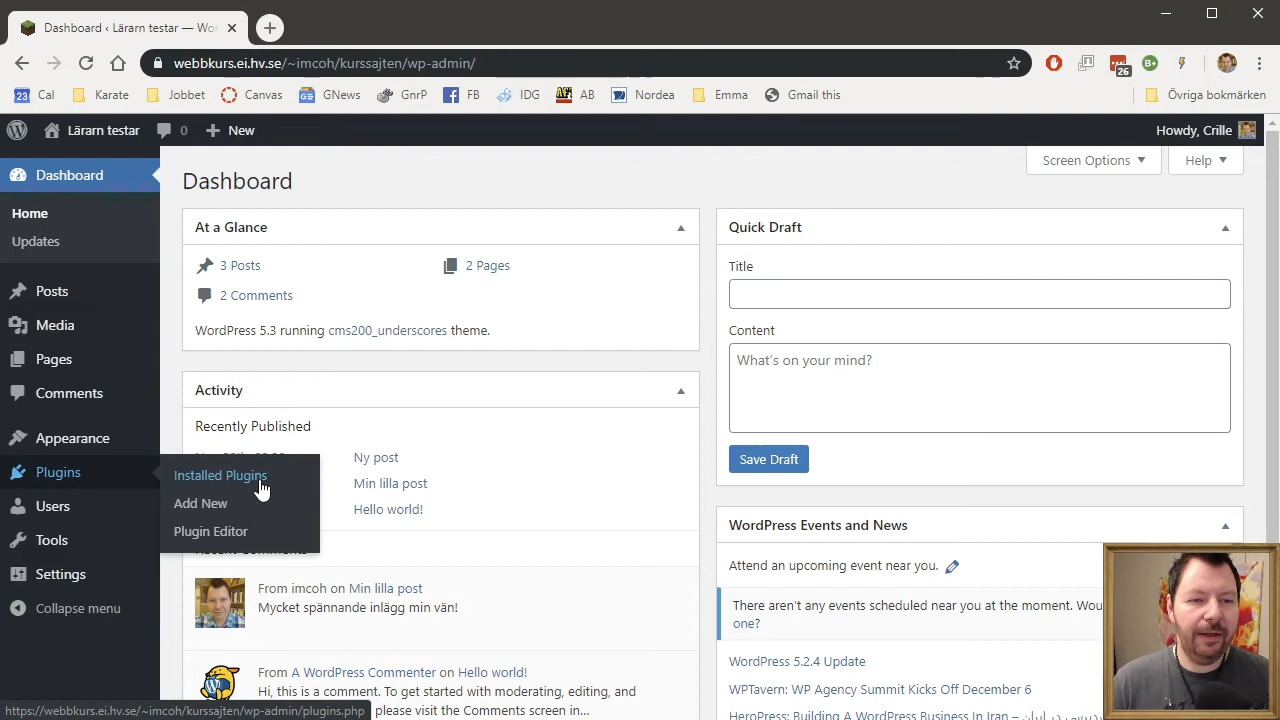 Dashboard ‹ Lärarn testar — Wo
webbkurs.ei.hv.se/~imcoh/kurssajten/wp-admin/
26
23 Cal
Karate
Jobbet
Canvas
GNews
GnrP
FB
IDG
AB
Nordea
Emma
Gmail this
Övriga bokmärken
Lärarn testar
0
New
Howdy, Crille
Dashboard
Home
Updates
Posts
Media
Pages
Comments
Appearance
Plugins
Users
Tools
Settings
Collapse menu
Installed Plugins
Add New
Plugin Editor
Screen Options
Help
Dashboard
At a Glance
3 Posts
2 Pages
2 Comments
WordPress 5.3 running cms200_underscores theme.
Activity
Recently Published
Ny post
Min lilla post
Hello world!
From imcoh on Min lilla post
Mycket spännande inlägg min vän!
From A WordPress Commenter on Hello world!
Hi, this is a comment. To get started with moderating, editing, and
please visit the Comments screen in...
Quick Draft
Title
Content
What's on your mind?
Save Draft
WordPress Events and News
Attend an upcoming event near you.
There aren't any events scheduled near you at the moment. Wou
one?
WordPress 5.2.4 Update
WPTavern: WP Agency Summit Kicks Off December 6
HeroPress: Building A WordPress Business In Iran –
https://webbkurs.ei.hv.se/~imcoh/kurssajten/wp-admin/plugins.php